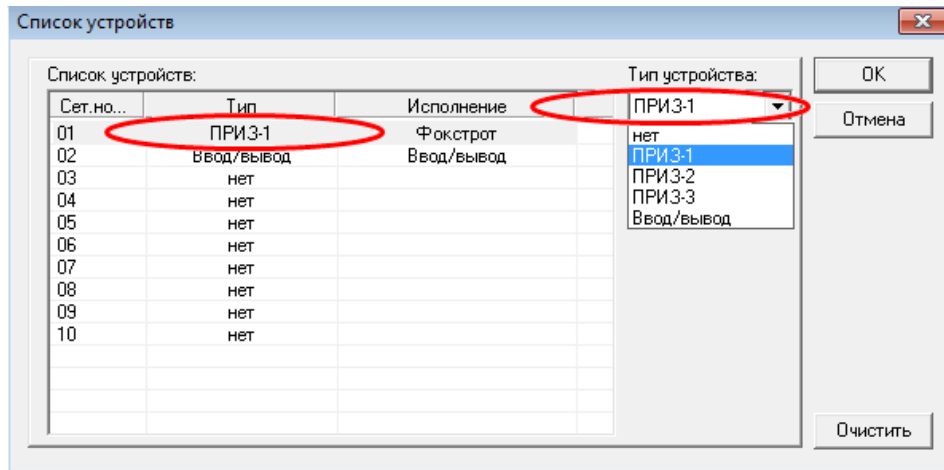 Список устройств
Список устройств: Тип устройства: OK
Сет.но... Тип Исполнение ПРИЗ-1 Отмена
01 ПРИЗ-1 Фокстрот нет
02 Ввод/вывод Ввод/вывод ПРИЗ-1
03 нет ПРИЗ-2
04 нет ПРИЗ-3
05 нет Ввод/вывод
06 нет
07 нет
08 нет
09 нет
10 нет
Очистить